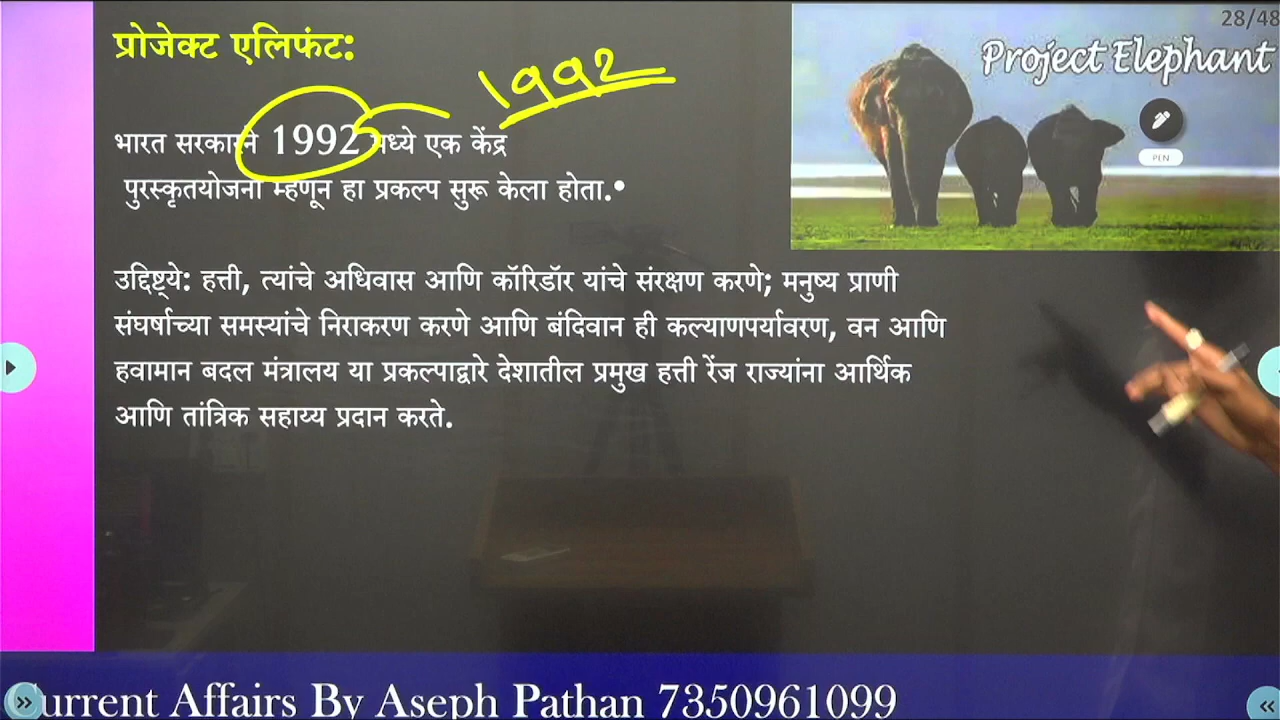 28/48
प्रोजेक्ट एलिफंट:
Project Elephant
1992
भारत सरकारने 1992 मध्ये एक केंद्र
पुरस्कृतयोजना म्हणून हा प्रकल्प सुरू केला होता.•
PEN
उद्दिष्ट्ये: हत्ती, त्यांचे अधिवास आणि कॉरिडॉर यांचे संरक्षण करणे; मनुष्य प्राणी
संघर्षाच्या समस्यांचे निराकरण करणे आणि बंदिवान ही कल्याणपर्यावरण, वन आणि
हवामान बदल मंत्रालय या प्रकल्पाद्वारे देशातील प्रमुख हत्ती रेंज राज्यांना आर्थिक
आणि तांत्रिक सहाय्य प्रदान करते.
Current Affairs By Aseph Pathan 7350961099